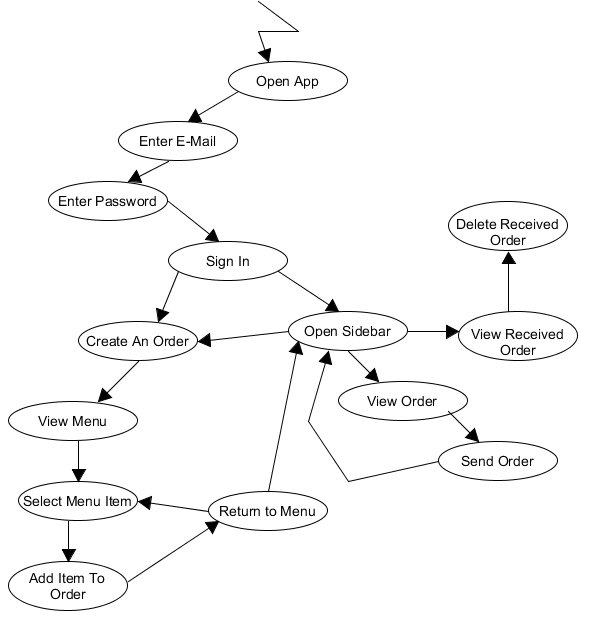 Open App
Enter E-Mail
Enter Password
Delete Received
Order
Sign In
Create An Order
Open Sidebar
View Received
Order
View Menu
View Order
Send Order
Select Menu Item
Return to Menu
Add Item To
Order